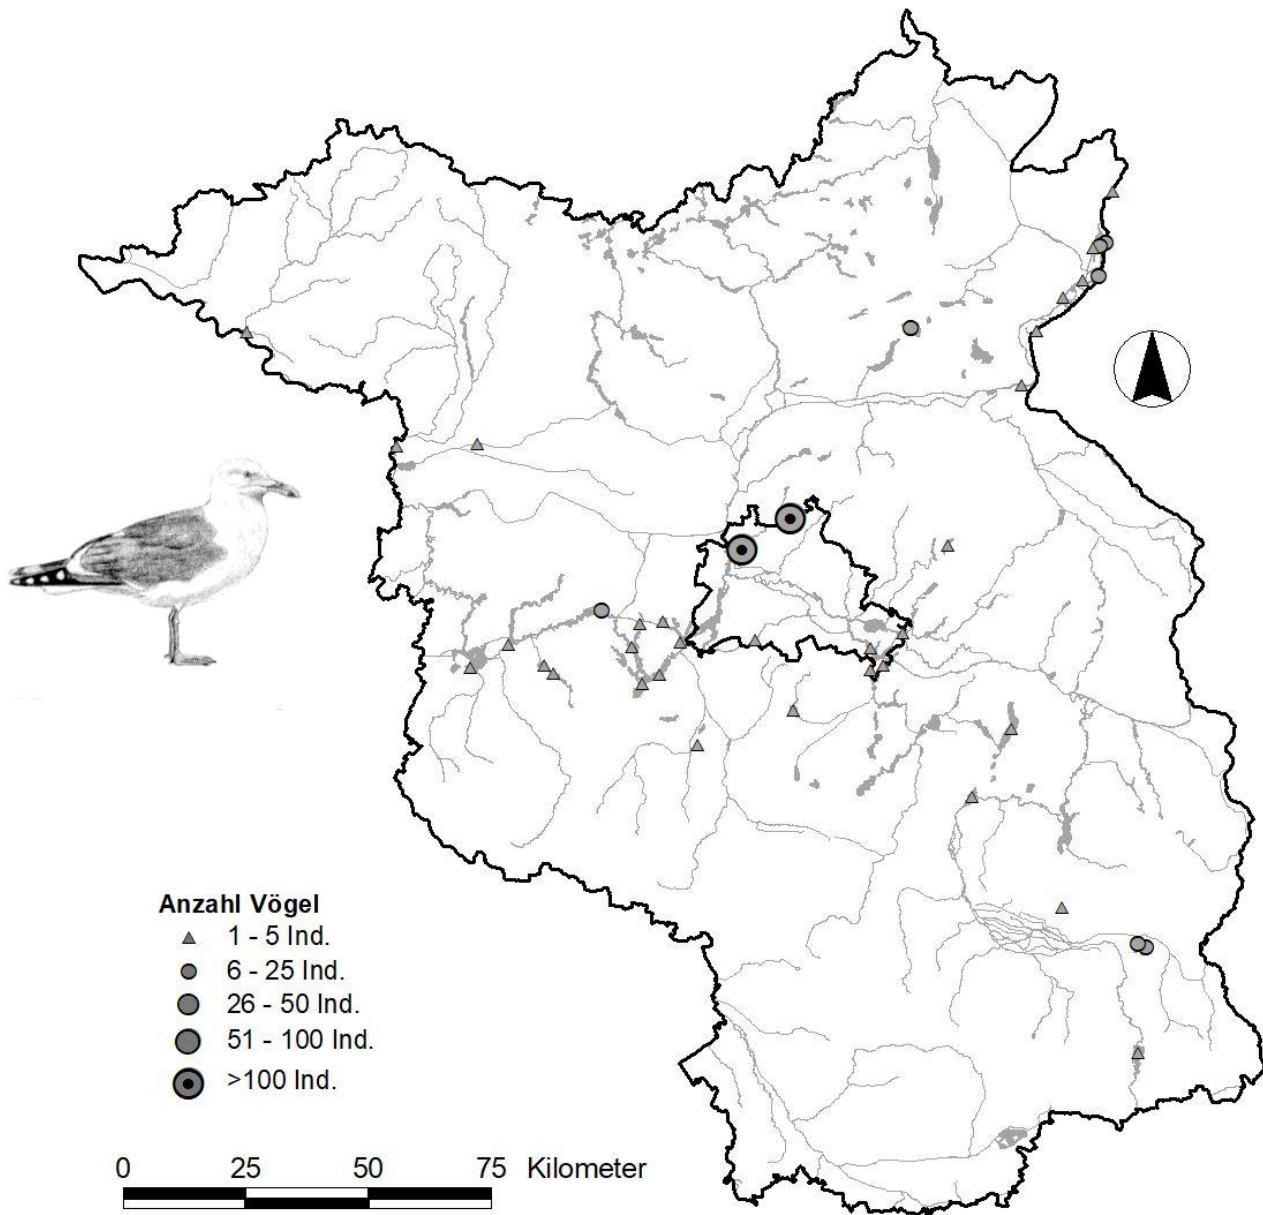 Anzahl Vögel
1 - 5 Ind.
6 - 25 Ind.
26 - 50 Ind.
51 - 100 Ind.
>100 Ind.
0 25 50 75 Kilometer